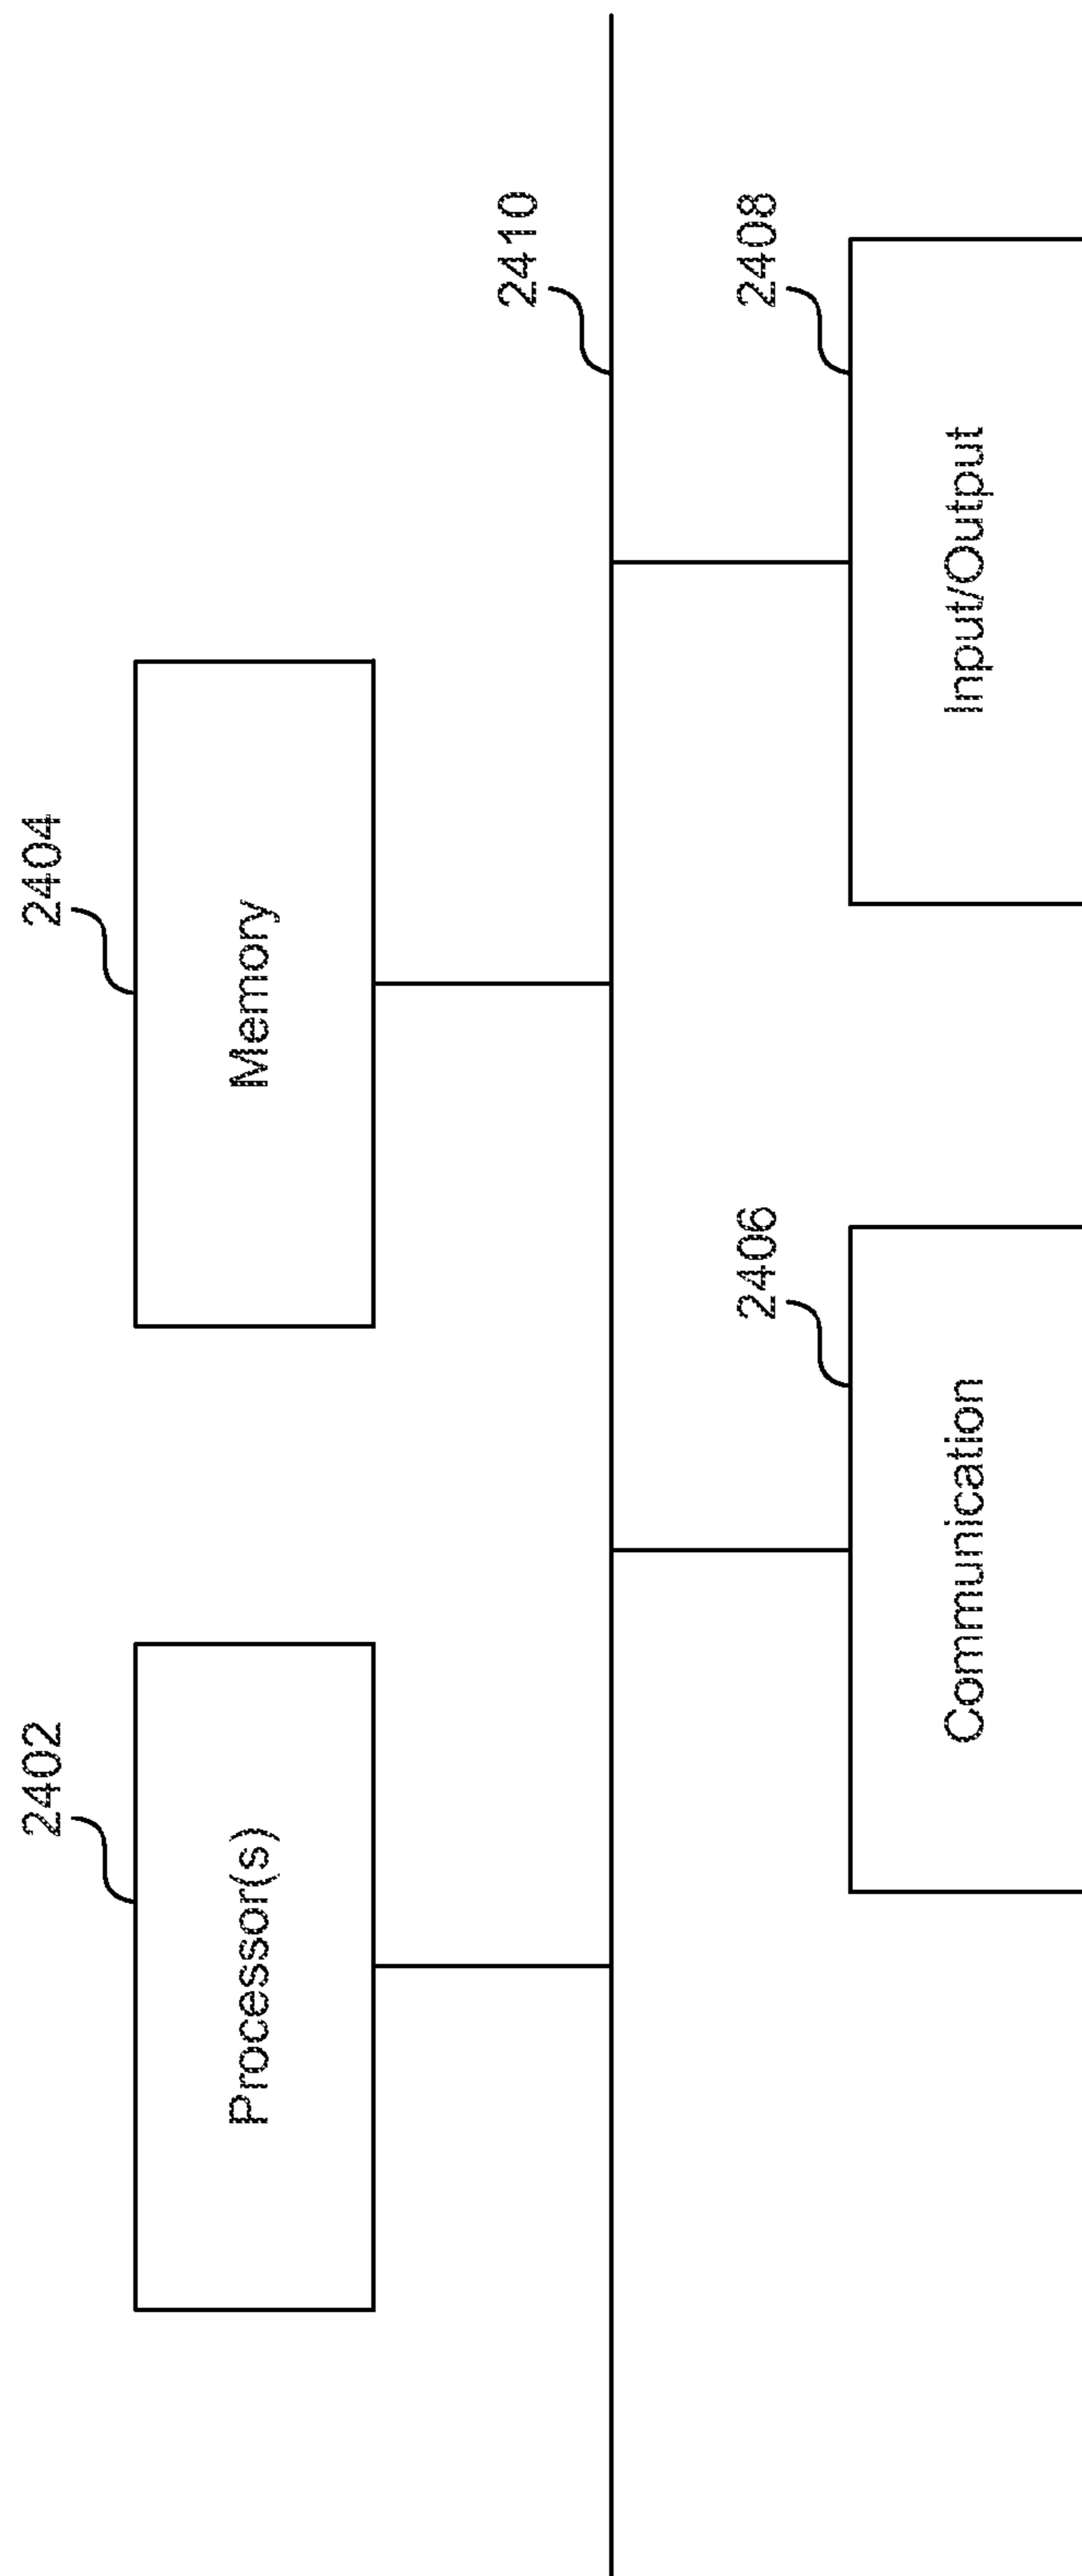 2402
Processor(s)
2404
Memory
2410
2406
Communication
2408
Input/Output